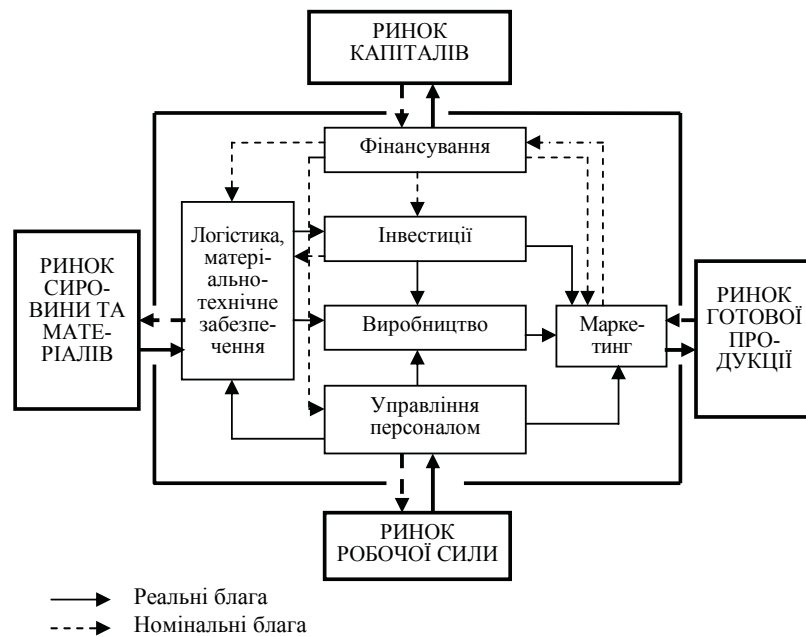 РИНОК
КАПІТАЛІВ
Фінансування
Логістика,
матері-
ально-
технічне
забезпе-
чення
Інвестиції
РИНОК
СИРО-
ВИНИ ТА
МАТЕ-
РІАЛІВ
Виробництво
Марке-
тинг
РИНОК
ГОТОВОЇ
ПРО-
ДУКЦІЇ
Управління
персоналом
РИНОК
РОБОЧОЇ СИЛИ
Реальні блага
Номінальні блага